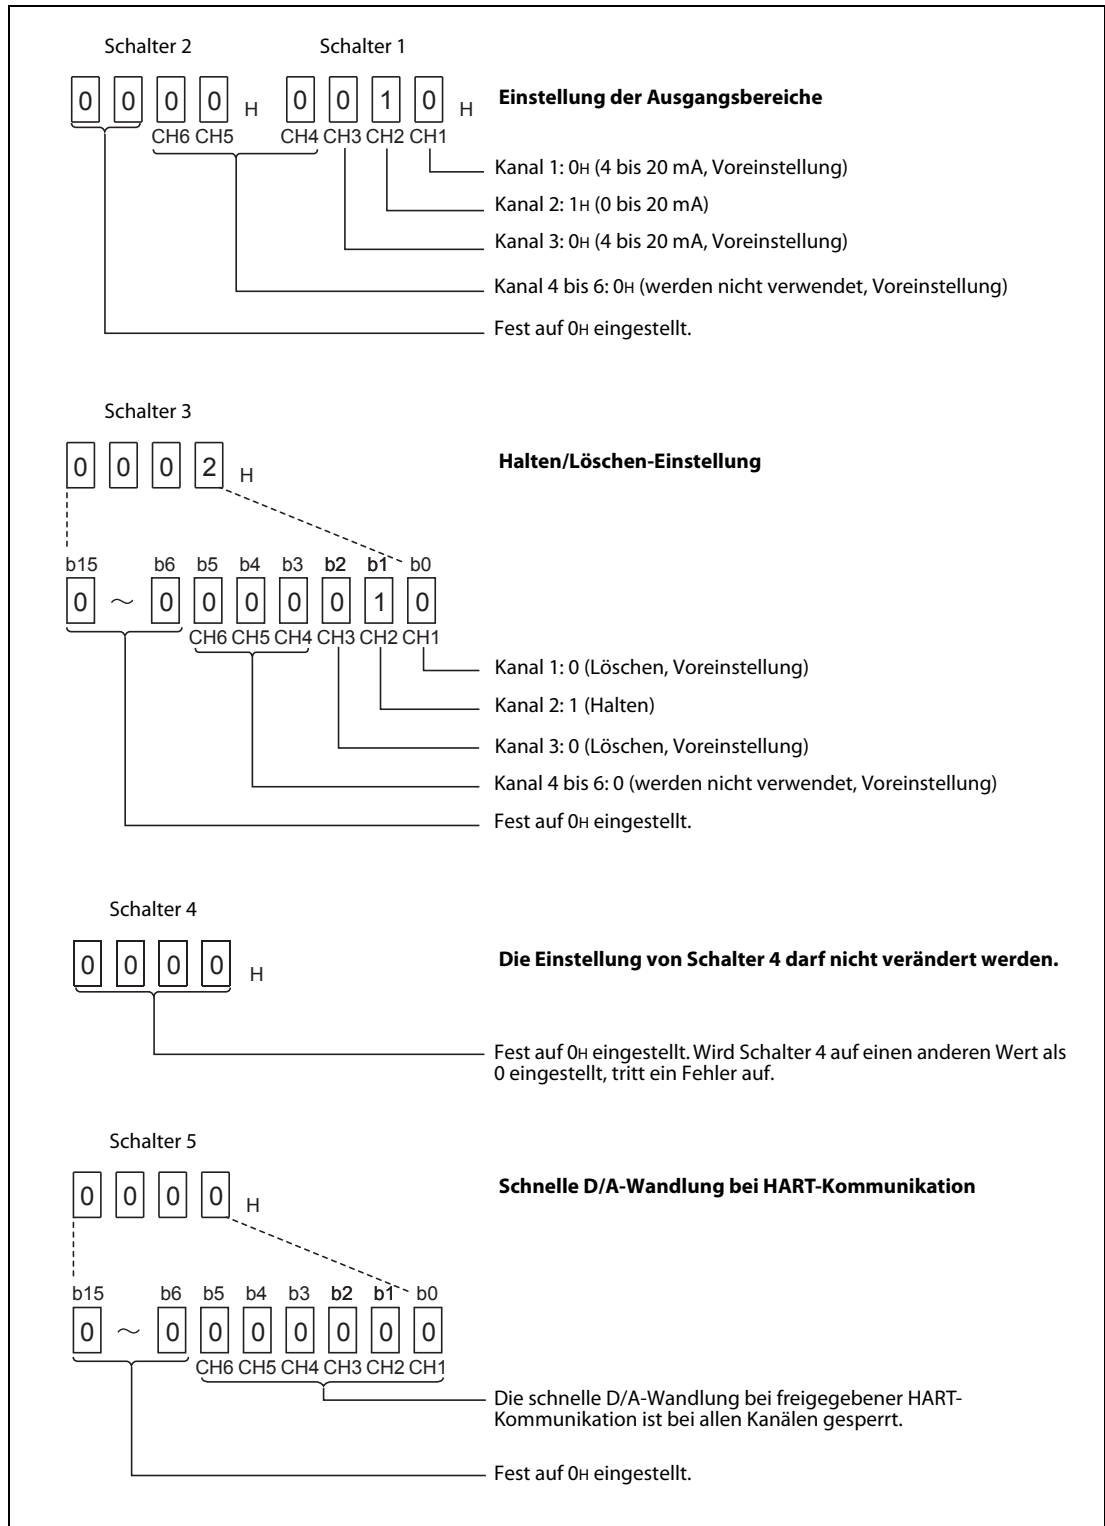 Schalter 2 Schalter 1
0 0 0 0 H 0 0 1 0 H Einstellung der Ausgangsbereiche
CH6 CH5 CH4 CH3 CH2 CH1
Kanal 1: 0H (4 bis 20 mA, Voreinstellung)
Kanal 2: 1H (0 bis 20 mA)
Kanal 3: 0H (4 bis 20 mA, Voreinstellung)
Kanal 4 bis 6: 0H (werden nicht verwendet, Voreinstellung)
Fest auf 0H eingestellt.
Schalter 3
0 0 0 2 H Halten/Löschen-Einstellung
b15 b6 b5 b4 b3 b2 b1 b0
0 ~ 0 0 0 0 0 1 0
CH6 CH5 CH4 CH3 CH2 CH1
Kanal 1: 0 (Löschen, Voreinstellung)
Kanal 2: 1 (Halten)
Kanal 3: 0 (Löschen, Voreinstellung)
Kanal 4 bis 6: 0 (werden nicht verwendet, Voreinstellung)
Fest auf 0H eingestellt.
Schalter 4
0 0 0 0 H Die Einstellung von Schalter 4 darf nicht verändert werden.
Fest auf 0H eingestellt. Wird Schalter 4 auf einen anderen Wert als
0 eingestellt, tritt ein Fehler auf.
Schalter 5
0 0 0 0 H Schnelle D/A-Wandlung bei HART-Kommunikation
b15 b6 b5 b4 b3 b2 b1 b0
0 ~ 0 0 0 0 0 0 0
CH6 CH5 CH4 CH3 CH2 CH1
Die schnelle D/A-Wandlung bei freigegebener HART-
Kommunikation ist bei allen Kanälen gesperrt.
Fest auf 0H eingestellt.